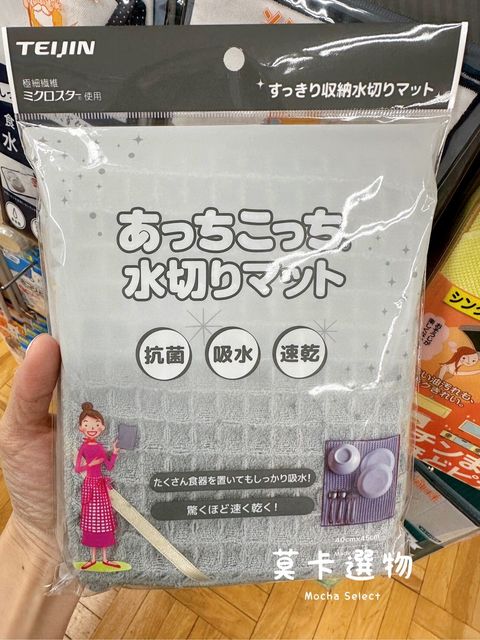 TEIJIN
極細繊維
ミクロスター®使用
すっきり収納水切りマット
あっちこっち®
水切りマット
抗菌
吸水
速乾
たくさん食器を置いてもしっかり吸水!
驚くほど速く乾く!
40cm×45cm
Made
莫卡選物
Mocha Select
水
シン